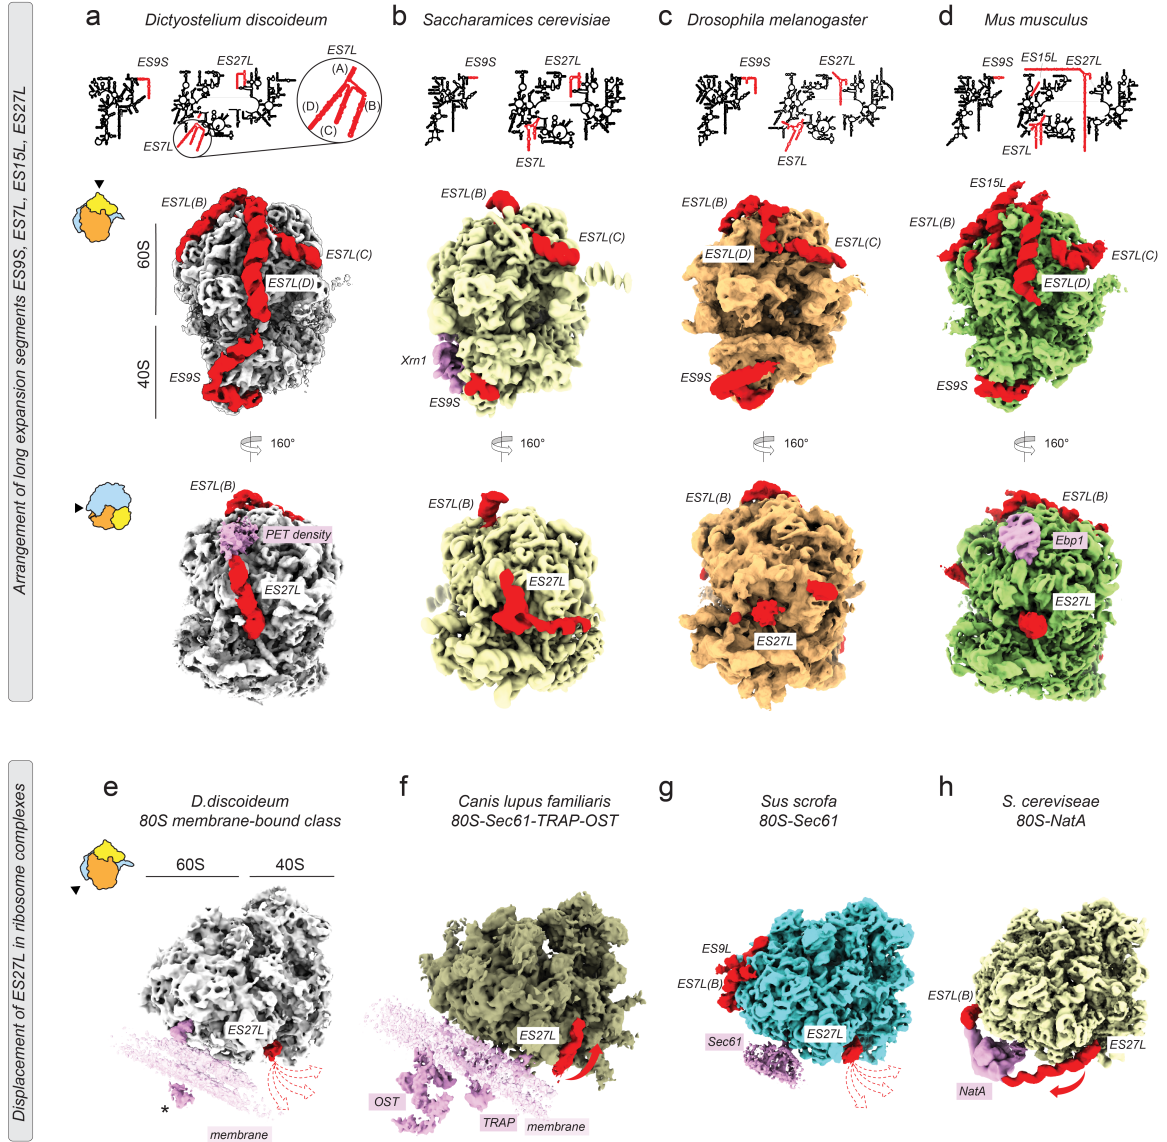 Arrangement of long expansion segments ES9S, ES7L, ES15L, ES27L
a
Dictyostelium discoideum
ES9S
ES27L
ES7L
(A)
(D)
(B)
(C)
ES7L
b
Saccharamices cerevisiae
ES9S
ES27L
ES7L
c
Drosophila melanogaster
ES9S
ES27L
ES7L
d
Mus musculus
ES9S
ES15L
ES27L
ES7L
60S
40S
ES7L(B)
ES7L(C)
ES7L(D)
ES9S
ES7L(B)
ES7L(C)
Xrn1
ES9S
ES7L(B)
ES7L(C)
ES7L(D)
ES9S
ES15L
ES7L(B)
ES7L(C)
ES7L(D)
ES9S
160°
160°
160°
160°
ES7L(B)
PET density
ES27L
ES7L(B)
ES27L
ES7L(B)
ES27L
ES7L(B)
Ebp1
ES27L
Displacement of ES27L in ribosome complexes
e
D.discoideum
80S membrane-bound class
60S
40S
ES27L
*
membrane
f
Canis lupus familiaris
80S-Sec61-TRAP-OST
ES27L
OST
TRAP
membrane
g
Sus scrofa
80S-Sec61
ES9L
ES7L(B)
ES27L
Sec61
h
S. cereviseae
80S-NatA
ES7L(B)
ES27L
NatA